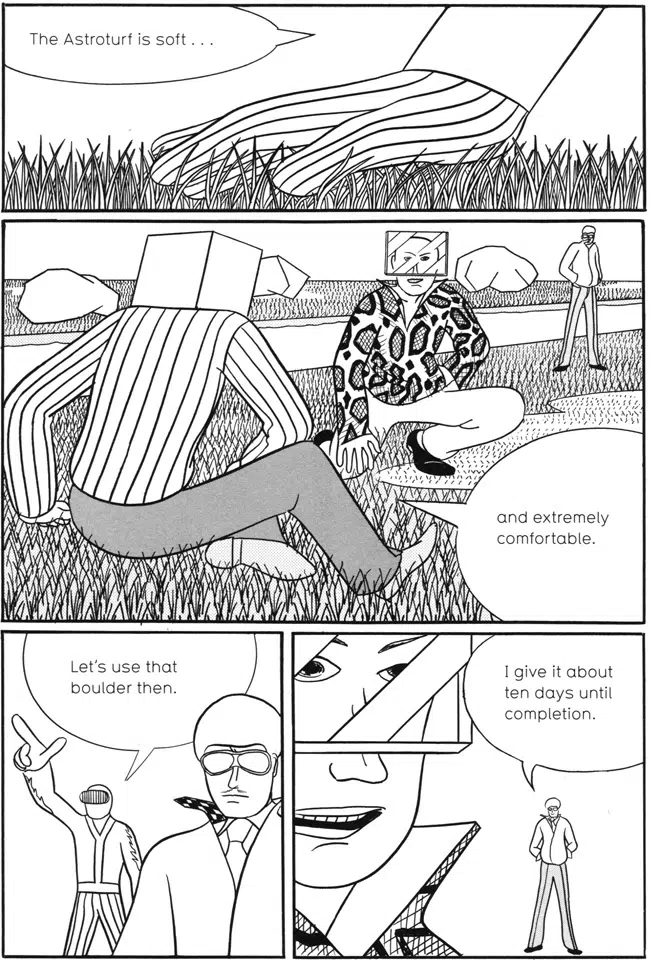 The Astroturf is soft . . .
and extremely
comfortable.
Let's use that
boulder then.
I give it about
ten days until
completion.